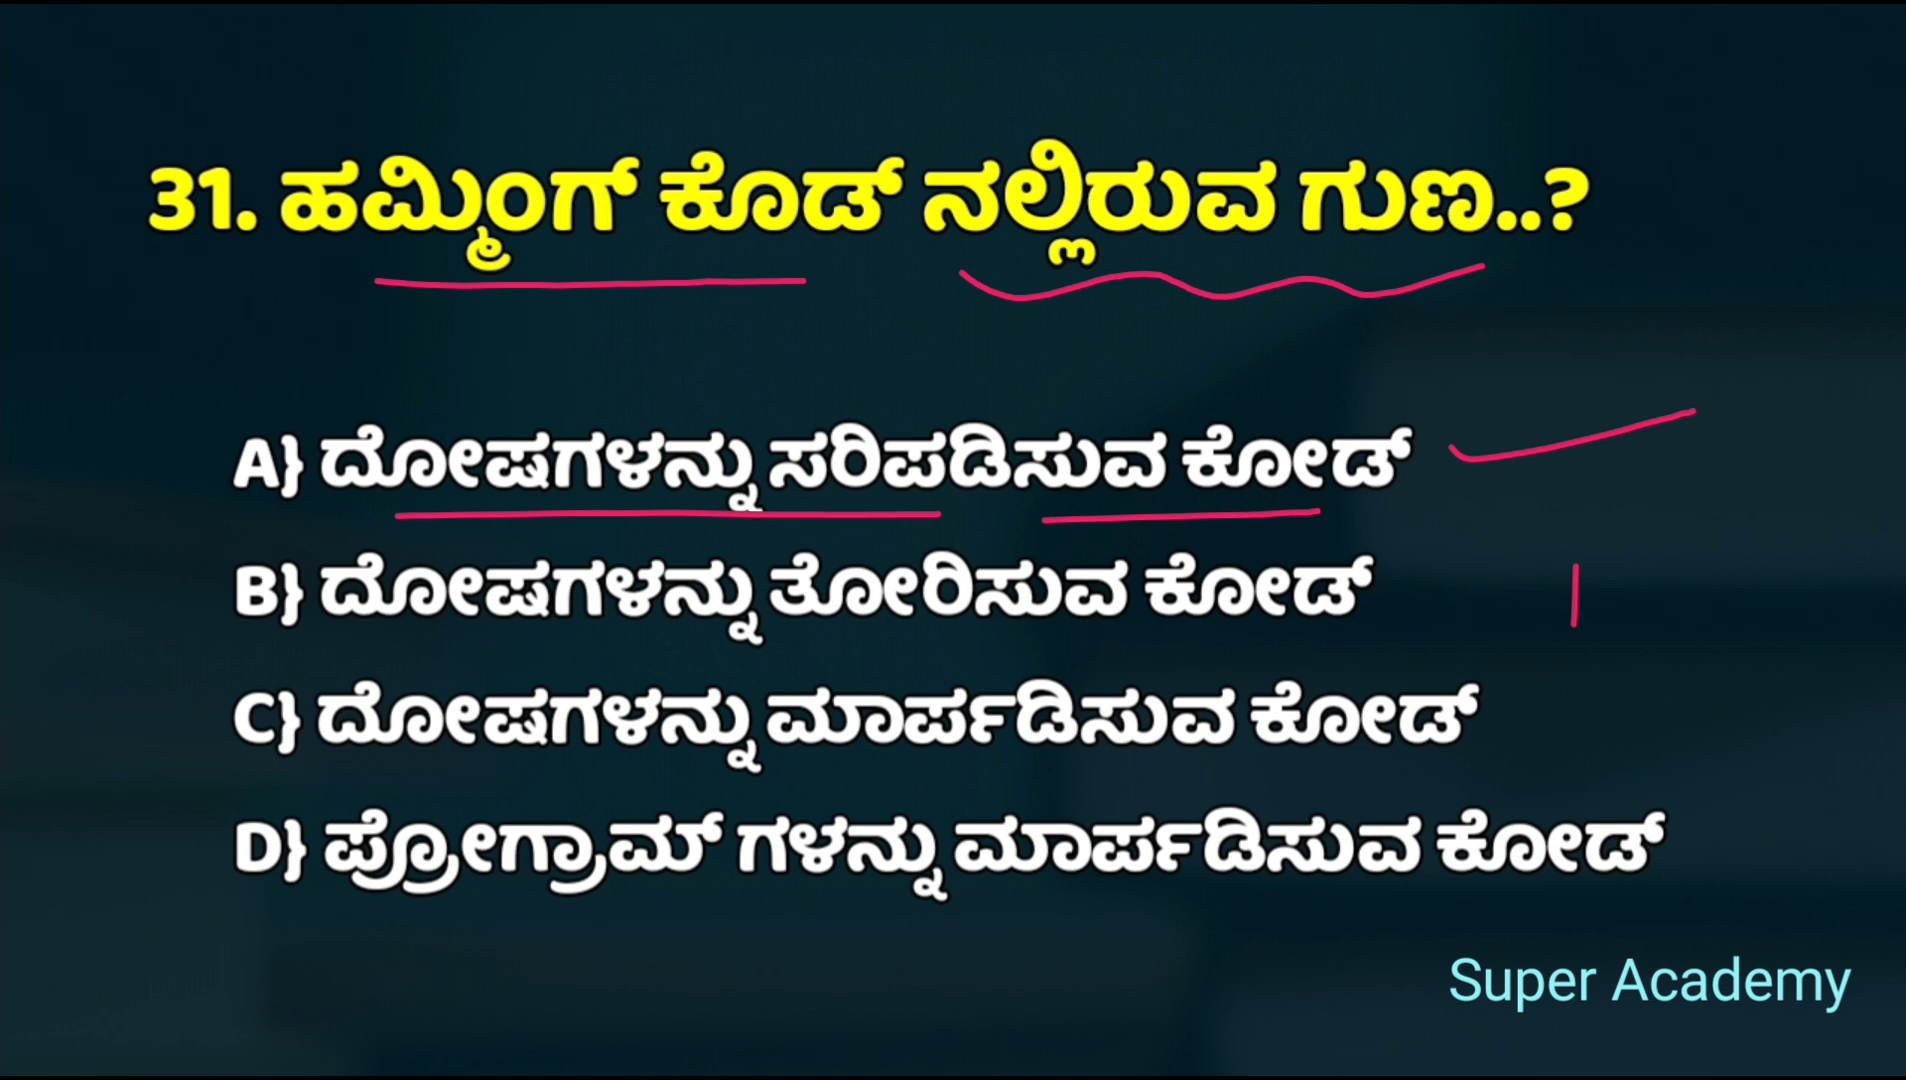 31. ಹಮ್ಮಿಂಗ್ ಕೊಡ್ ನಲ್ಲಿರುವ ಗುಣ..?
A} ದೋಷಗಳನ್ನು ಸರಿಪಡಿಸುವ ಕೋಡ್
B} ದೋಷಗಳನ್ನು ತೋರಿಸುವ ಕೋಡ್
C} ದೋಷಗಳನ್ನು ಮಾರ್ಪಡಿಸುವ ಕೋಡ್
D} ಪ್ರೋಗ್ರಾಮ್ ಗಳನ್ನು ಮಾರ್ಪಡಿಸುವ ಕೋಡ್
Super Academy